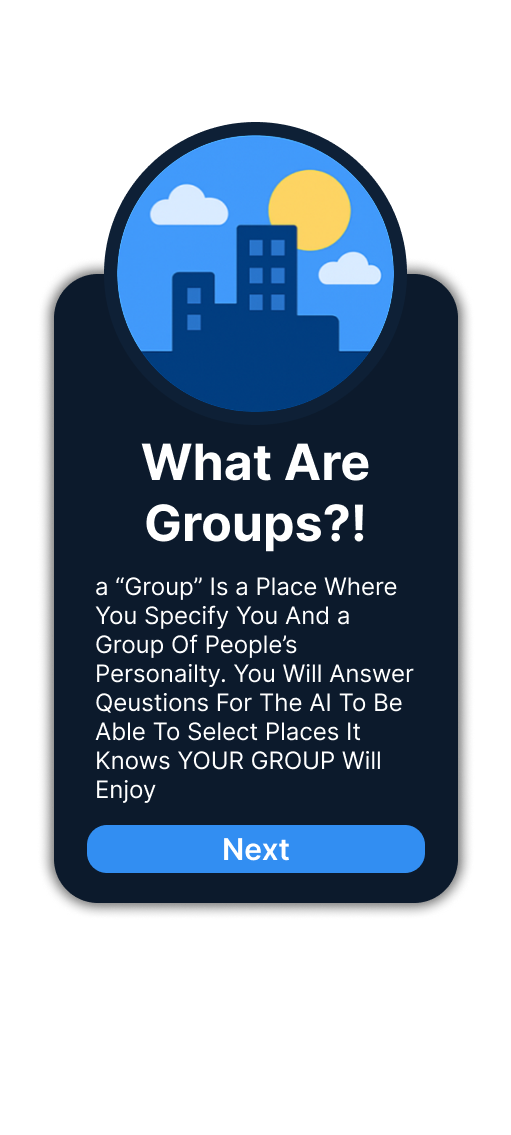 What Are
Groups?!
a “Group” Is a Place Where
You Specify You And a
Group Of People’s
Personailty. You Will Answer
Qeustions For The AI To Be
Able To Select Places It
Knows YOUR GROUP Will
Enjoy
Next